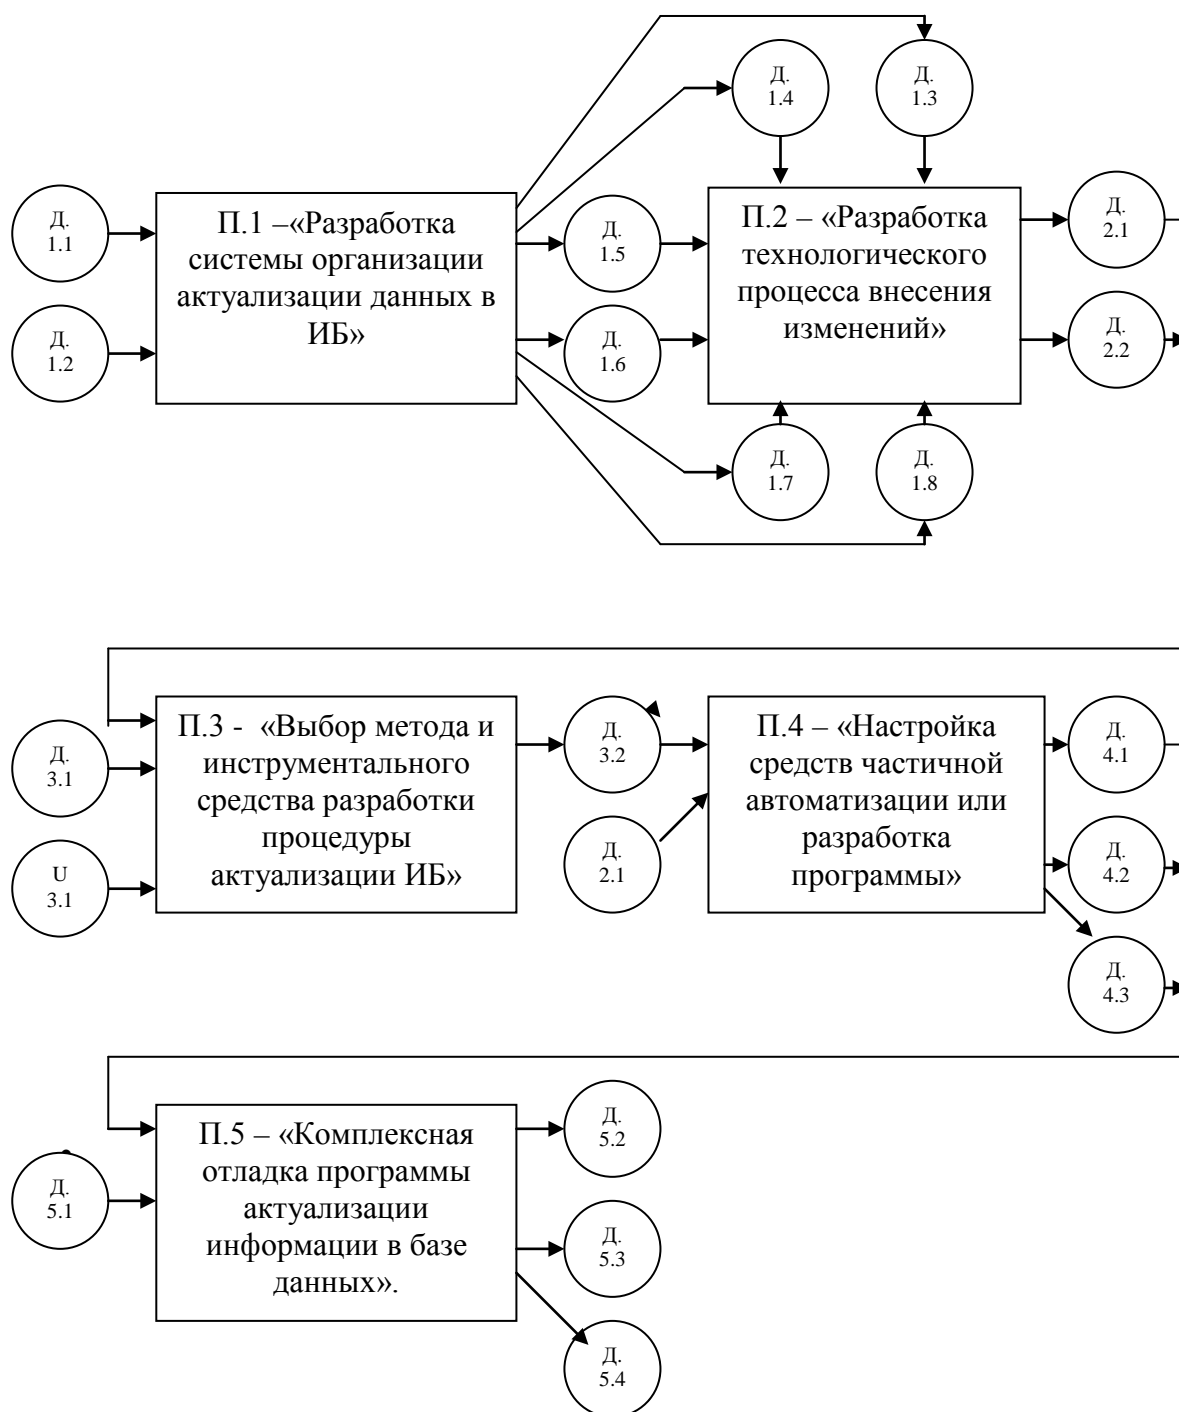 Д.
1.4
Д.
1.3
Д.
1.1
Д.
1.2
П.1 –«Разработка
системы организации
актуализации данных в
ИБ»
Д.
1.5
Д.
1.6
П.2 – «Разработка
технологического
процесса внесения
изменений»
Д.
2.1
Д.
2.2
Д.
1.7
Д.
1.8
Д.
3.1
U
3.1
П.3 - «Выбор метода и
инструментального
средства разработки
процедуры
актуализации ИБ»
Д.
3.2
Д.
2.1
П.4 – «Настройка
средств частичной
автоматизации или
разработка
программы»
Д.
4.1
Д.
4.2
Д.
4.3
Д.
5.1
П.5 – «Комплексная
отладка программы
актуализации
информации в базе
данных».
Д.
5.2
Д.
5.3
Д.
5.4